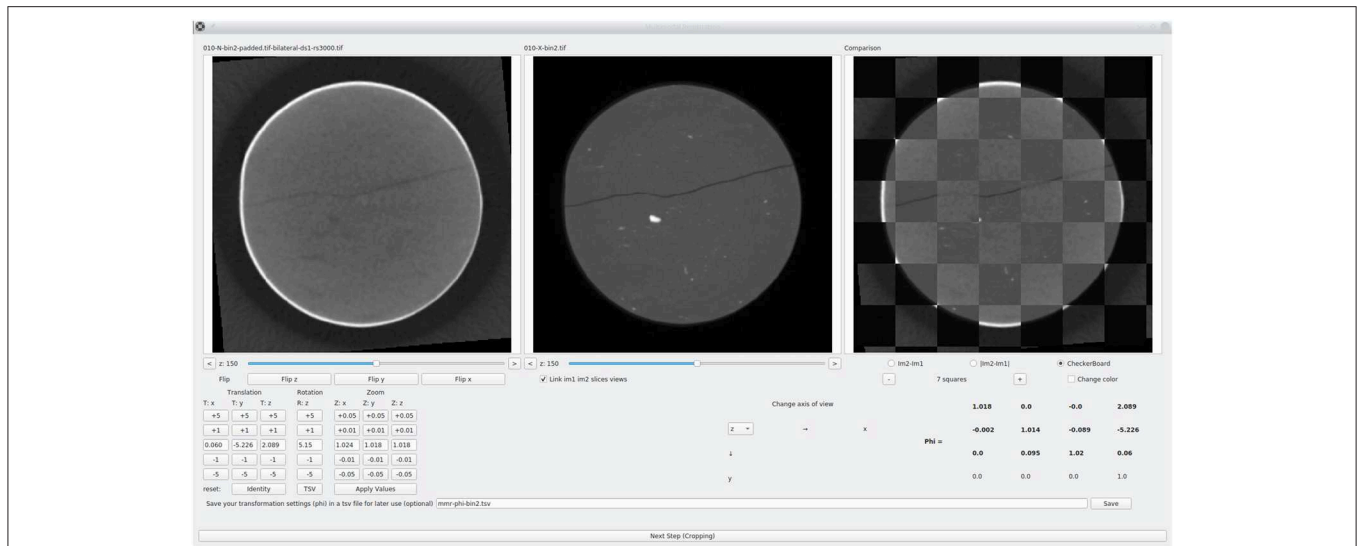 010-N-bin2-padded.tif-bilateral-ds1-rs3000.tif
010-X-bin2.tif
Comparison
< z: 150 >
< z: 150 >
Im2-Im1 |Im2-Im1| CheckerBoard
Flip Flip z Flip y Flip x
Link im1 im2 slices views
- 7 squares + Change color
Translation Rotation Zoom
T: x T: y T: z R: z Z: x Z: y Z: z
+5 +5 +5 +5 +0.05 +0.05 +0.05
+1 +1 +1 +1 +0.01 +0.01 +0.01
0.060 -5.226 2.089 5.15 1.024 1.018 1.018
-1 -1 -1 -1 -0.01 -0.01 -0.01
-5 -5 -5 -5 -0.05 -0.05 -0.05
reset: Identity TSV Apply Values
Change axis of view
z → x
↓
y
Phi =
1.018 0.0 -0.0 2.089
-0.002 1.014 -0.089 -5.226
0.0 0.095 1.02 0.06
0.0 0.0 0.0 1.0
Save your transformation settings (phi) in a tsv file for later use (optional) mmr-phi-bin2.tsv Save
Next Step (Cropping)